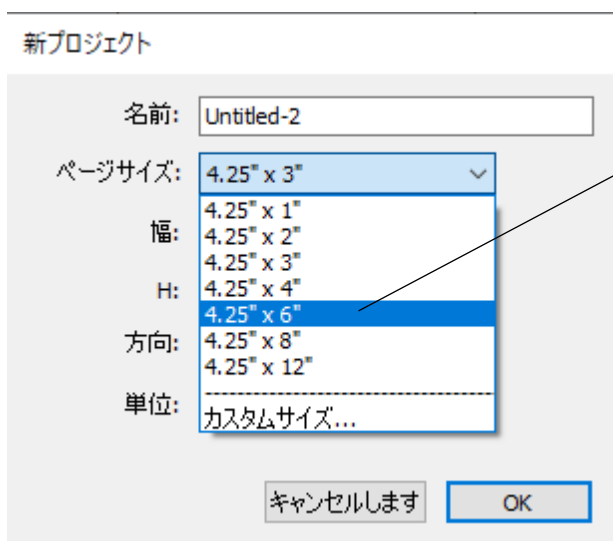 新プロジェクト
名前: Untitled-2
ページサイズ: 4.25" x 3"
4.25" x 1"
幅: 4.25" x 2"
4.25" x 3"
H: 4.25" x 4"
4.25" x 6"
方向: 4.25" x 8"
4.25" x 12"
単位:
カスタムサイズ...
キャンセルします OK